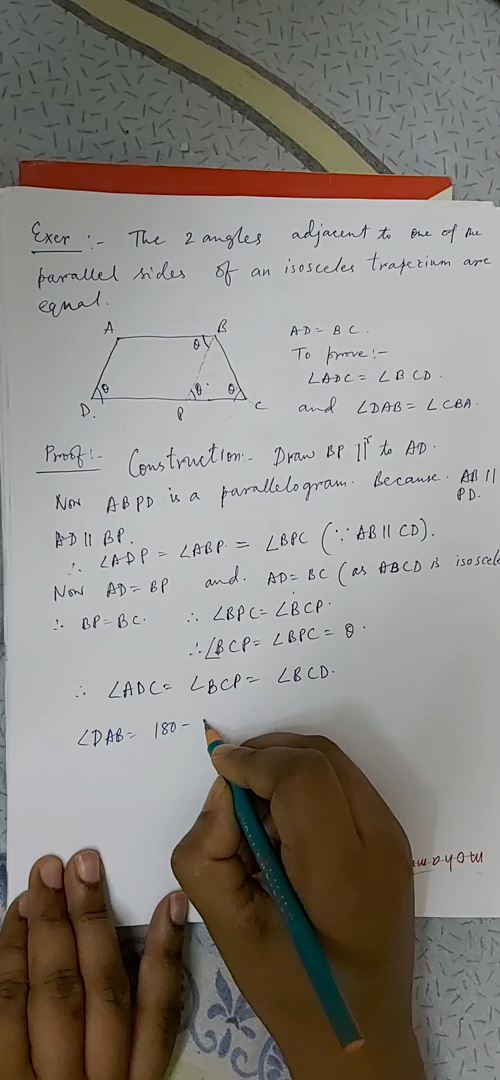 Exer :- The 2 angles adjacent to one of the
parallel sides of an isosceles trapezium are
equal.
A B
θ
θ θ θ
D. P C
AD = BC.
To prove :-
∠ADC = ∠BCD.
and ∠DAB = ∠CBA.
Proof :- Construction:- Draw BP ||r to AD.
Now ABPD is a parallelogram. Because. AB ||
PD.
AD || BP.
∴ ∠ADP = ∠ABP = ∠BPC (∵ AB || CD).
Now AD = BP and. AD = BC (as ABCD is isoscele
∴ BP = BC. ∴ ∠BPC = ∠BCP.
∴ ∠BCP = ∠BPC = θ.
∴ ∠ADC = ∠BCP = ∠BCD.
∠DAB = 180 -